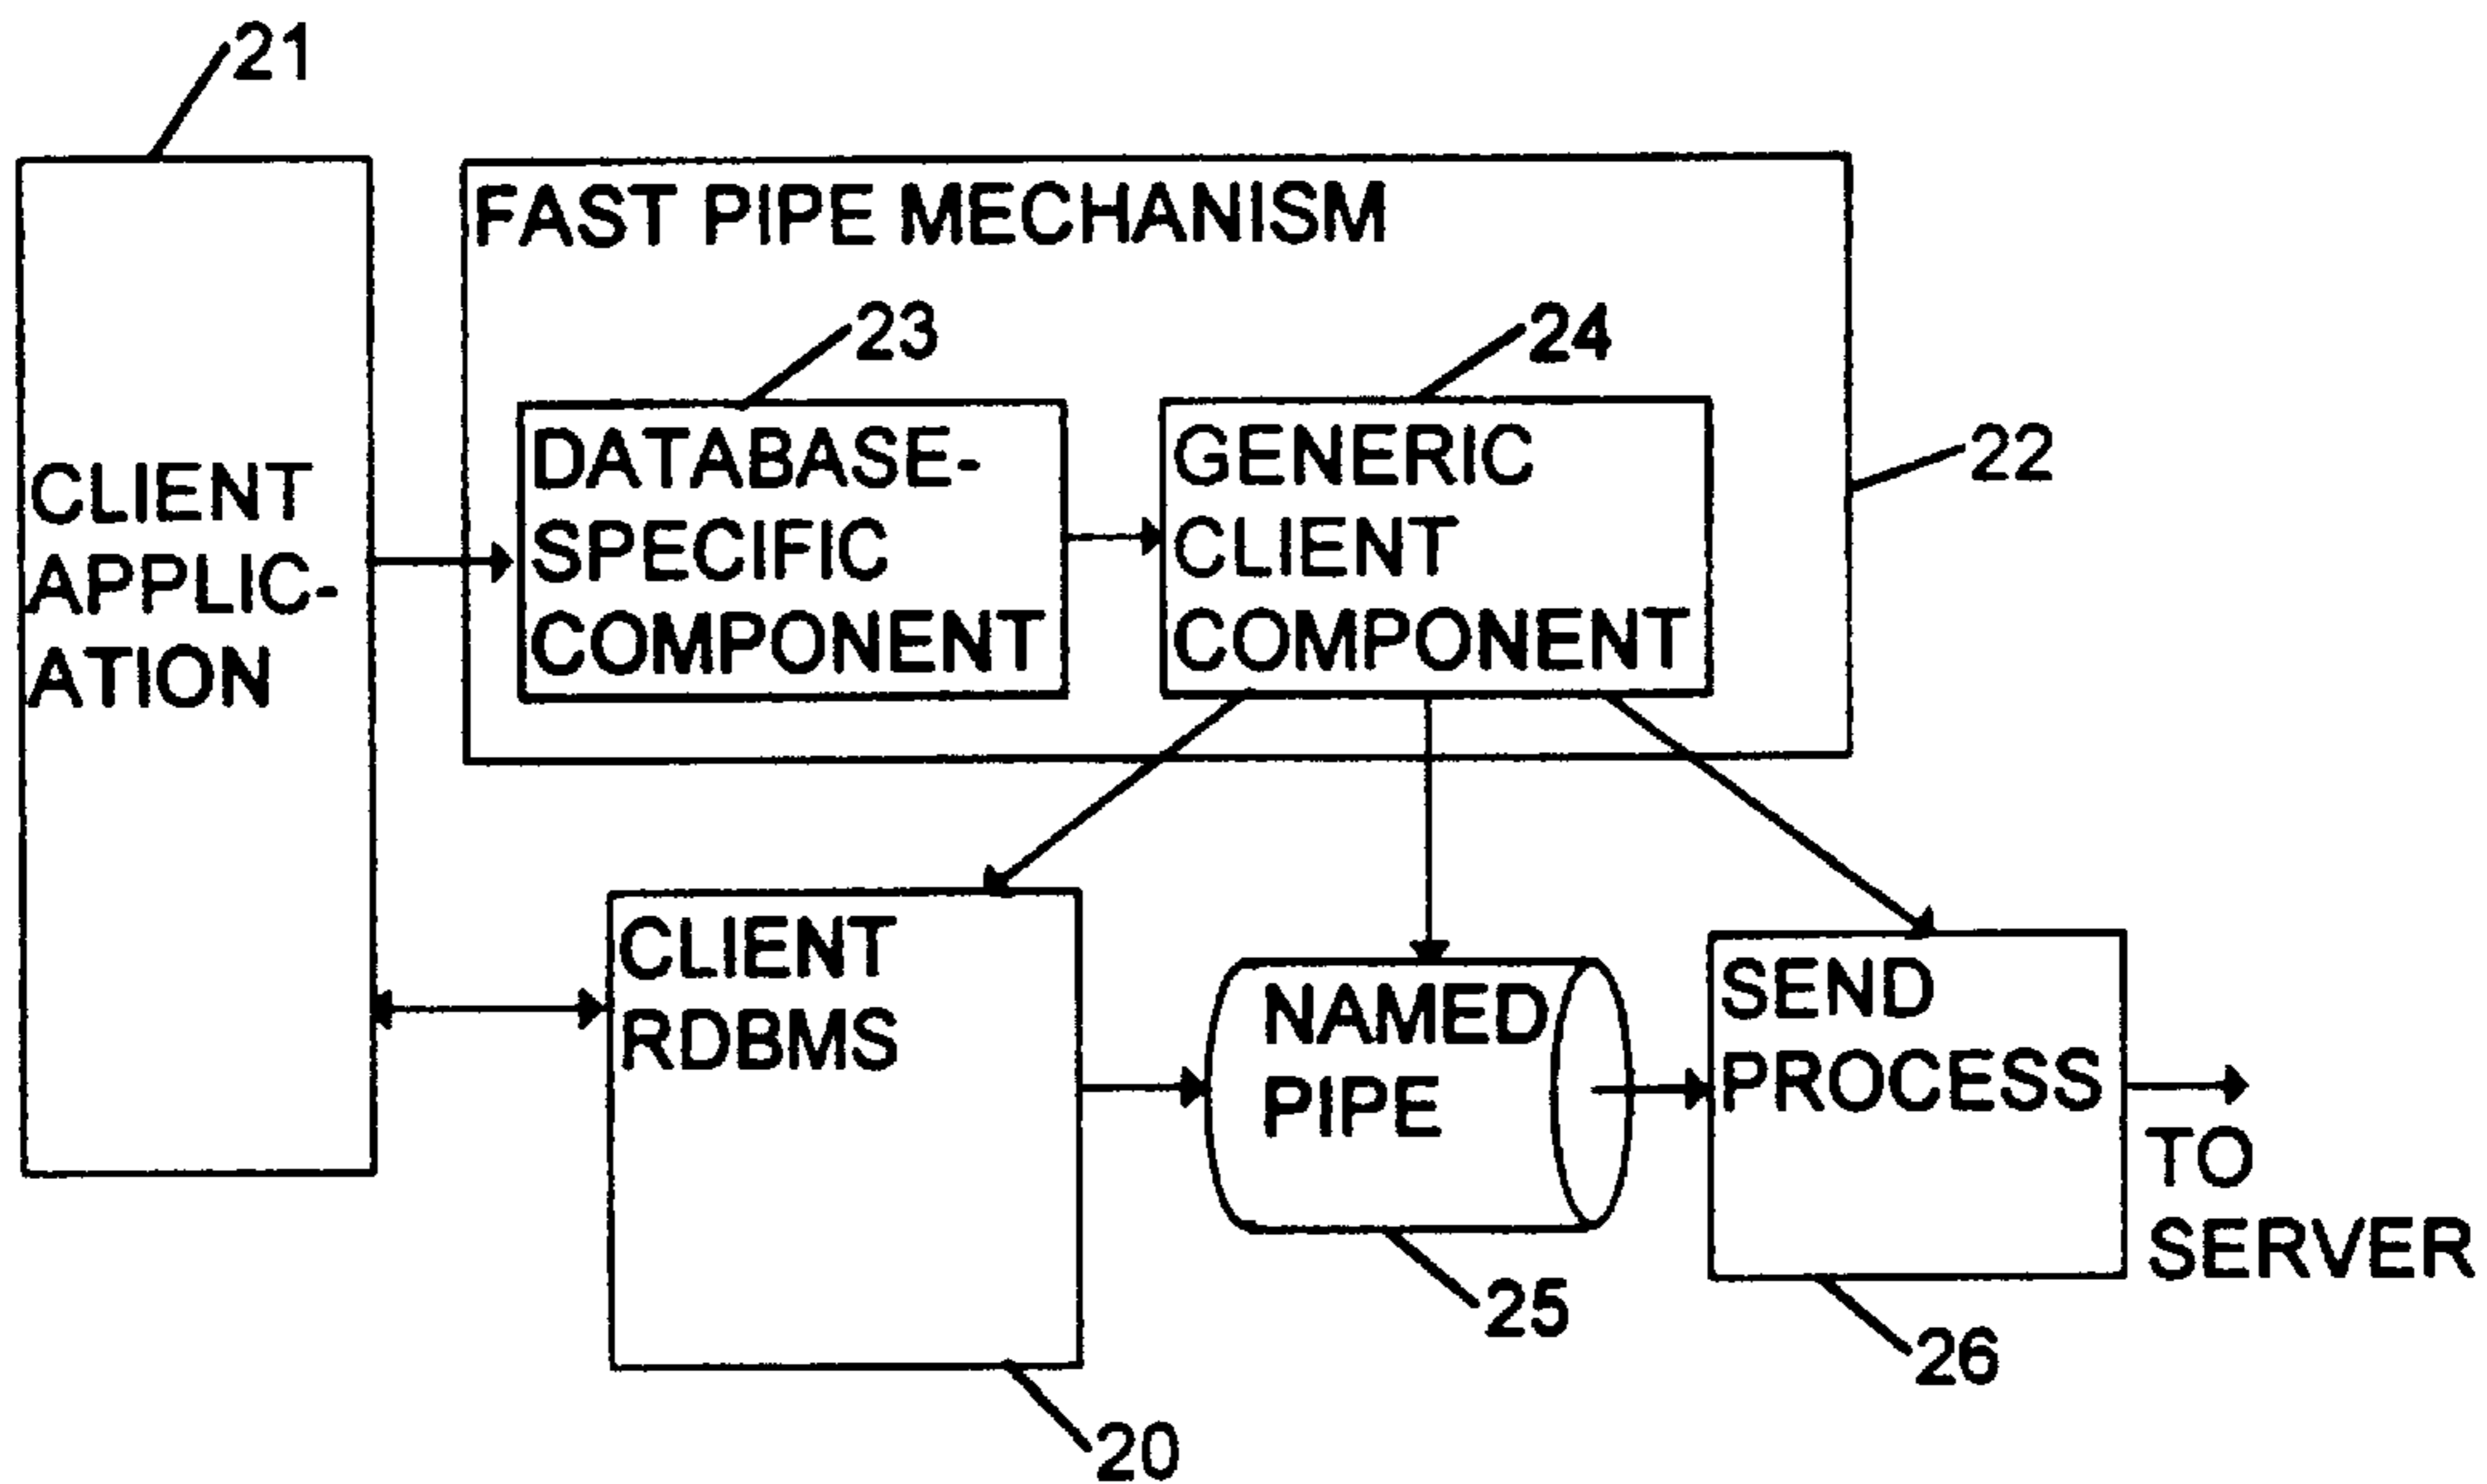 21
FAST PIPE MECHANISM
23
24
22
DATABASE-
SPECIFIC
COMPONENT
GENERIC
CLIENT
COMPONENT
CLIENT
APPLIC-
ATION
CLIENT
RDBMS
NAMED
PIPE
SEND
PROCESS
TO
SERVER
25
26
20